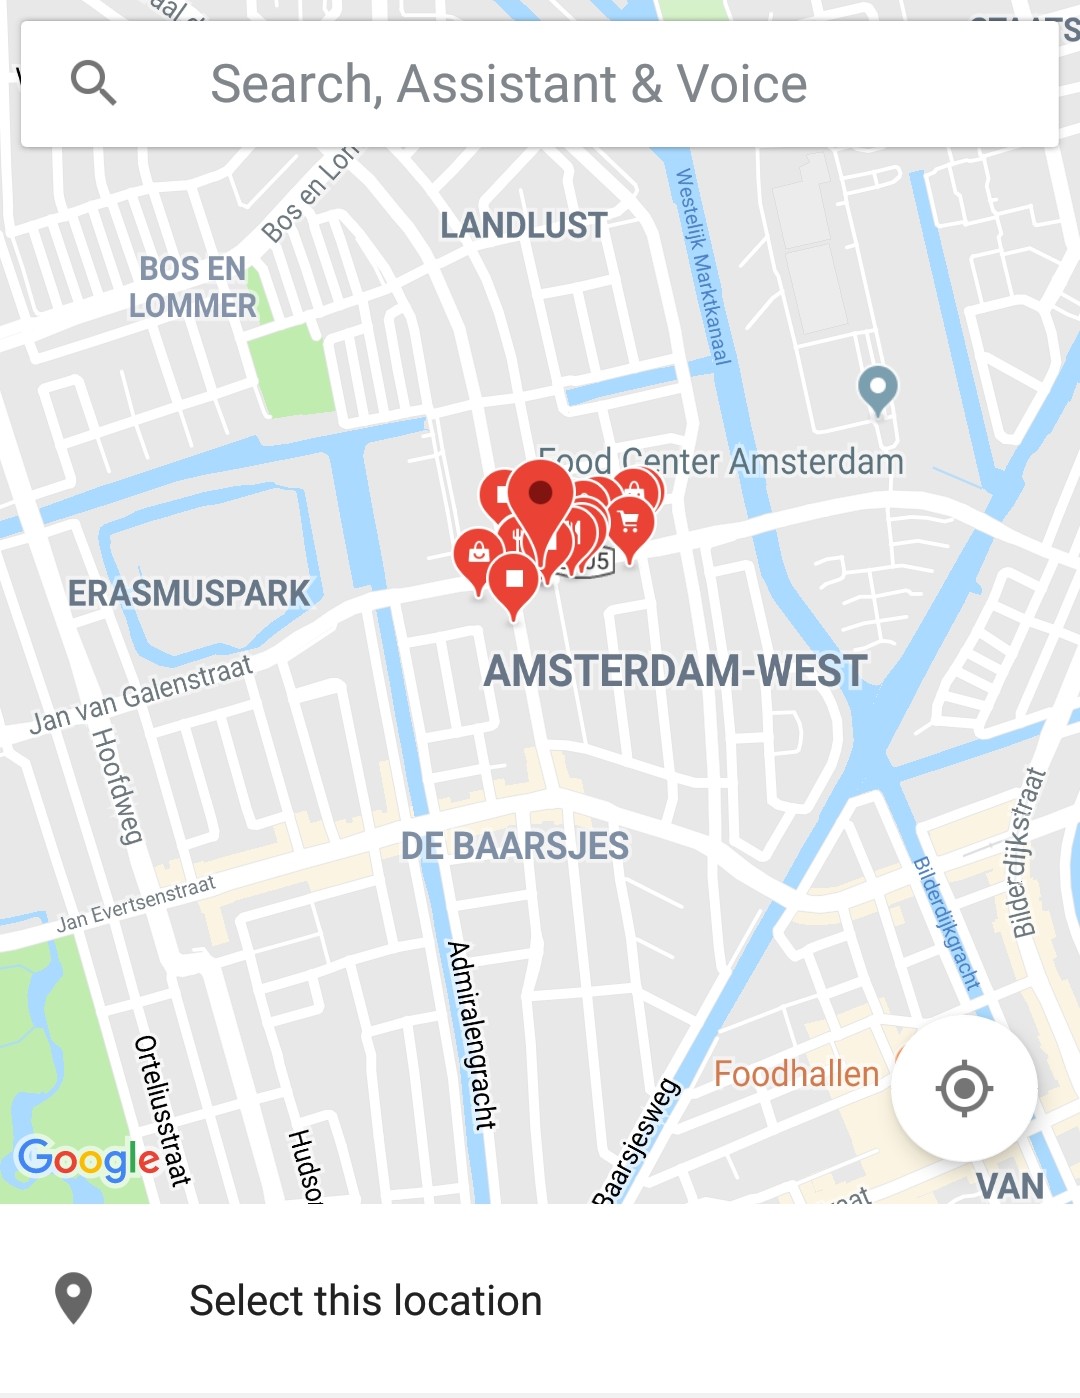 Search, Assistant & Voice
Bos en Lon
LANDLUST
Westelijk Marktkanaal
BOS EN
LOMMER
Food Center Amsterdam
ERASMUSPARK
AMSTERDAM-WEST
Jan van Galenstraat
Hoofdweg
DE BAARSJES
Bilderdijkstraat
Bilderdijkgracht
Jan Evertsenstraat
Admiralengracht
Orteliusstraat
Foodhallen
Baarsjesweg
Hudso
Google
VAN
Select this location